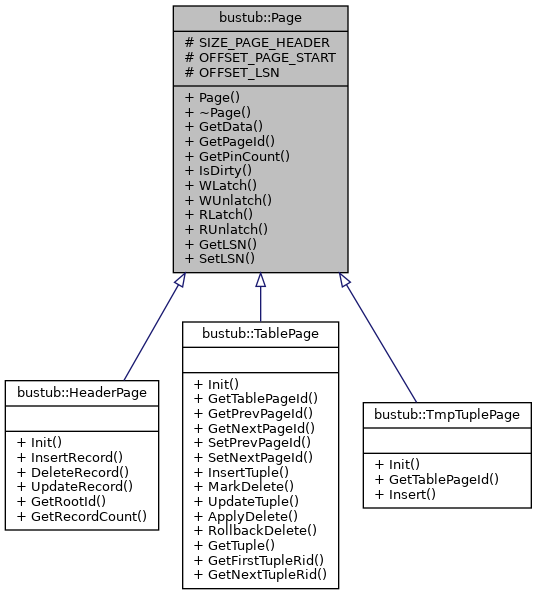 bustub::Page
# SIZE_PAGE_HEADER
# OFFSET_PAGE_START
# OFFSET_LSN
+ Page()
+ ~Page()
+ GetData()
+ GetPageId()
+ GetPinCount()
+ IsDirty()
+ WLatch()
+ WUnlatch()
+ RLatch()
+ RUnlatch()
+ GetLSN()
+ SetLSN()
bustub::HeaderPage
+ Init()
+ InsertRecord()
+ DeleteRecord()
+ UpdateRecord()
+ GetRootId()
+ GetRecordCount()
bustub::TablePage
+ Init()
+ GetTablePageId()
+ GetPrevPageId()
+ GetNextPageId()
+ SetPrevPageId()
+ SetNextPageId()
+ InsertTuple()
+ MarkDelete()
+ UpdateTuple()
+ ApplyDelete()
+ RollbackDelete()
+ GetTuple()
+ GetFirstTupleRid()
+ GetNextTupleRid()
bustub::TmpTuplePage
+ Init()
+ GetTablePageId()
+ Insert()